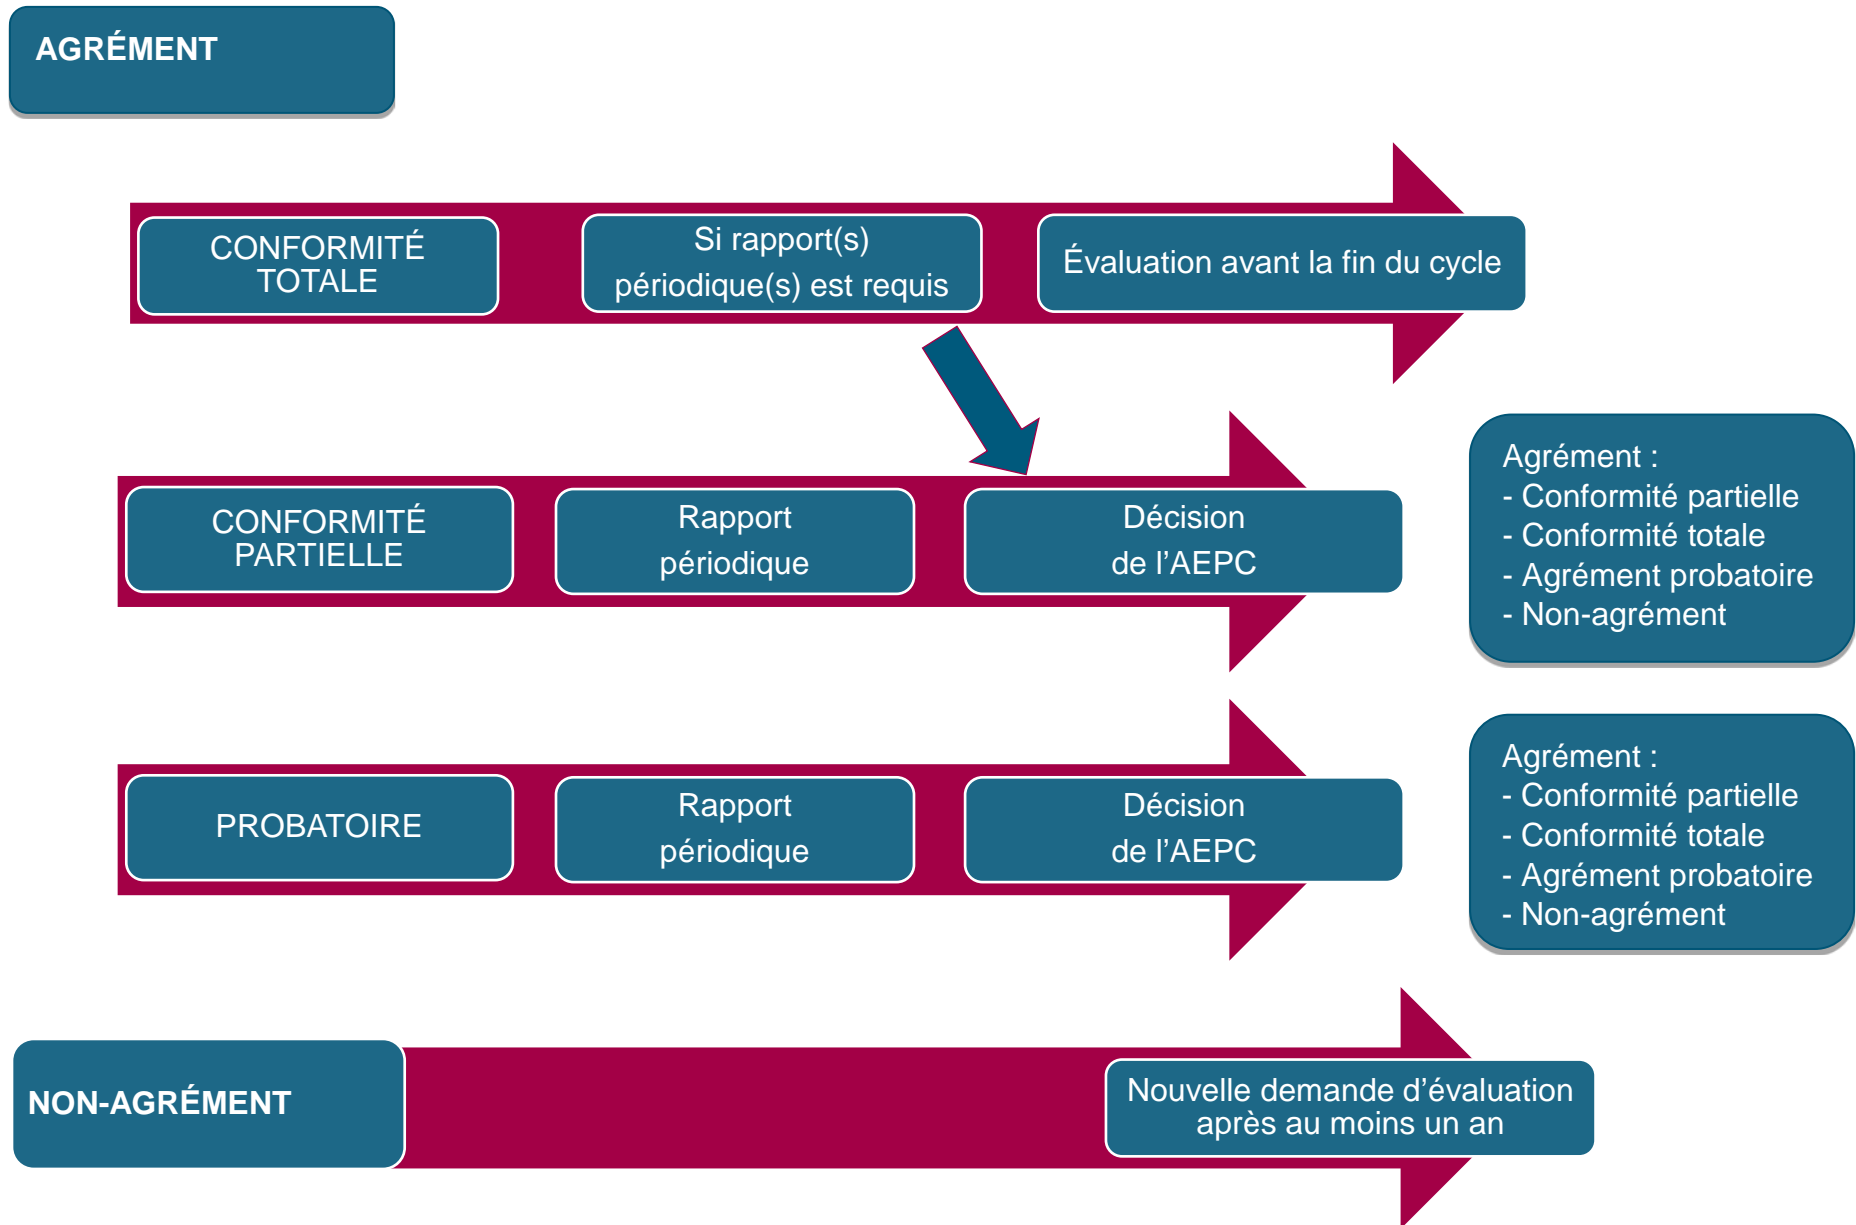 AGRÉMENT
CONFORMITÉ
TOTALE
Si rapport(s)
périodique(s) est requis
Évaluation avant la fin du cycle
CONFORMITÉ
PARTIELLE
Rapport
périodique
Décision
de l’AEPC
Agrément :
- Conformité partielle
- Conformité totale
- Agrément probatoire
- Non-agrément
PROBATOIRE
Rapport
périodique
Décision
de l’AEPC
Agrément :
- Conformité partielle
- Conformité totale
- Agrément probatoire
- Non-agrément
NON-AGRÉMENT
Nouvelle demande d’évaluation
après au moins un an